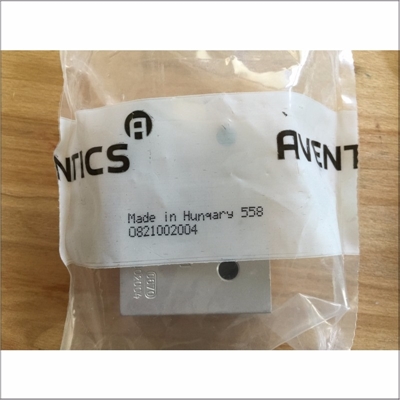 NTICS A AVENT
Made in Hungary 558
0821002004